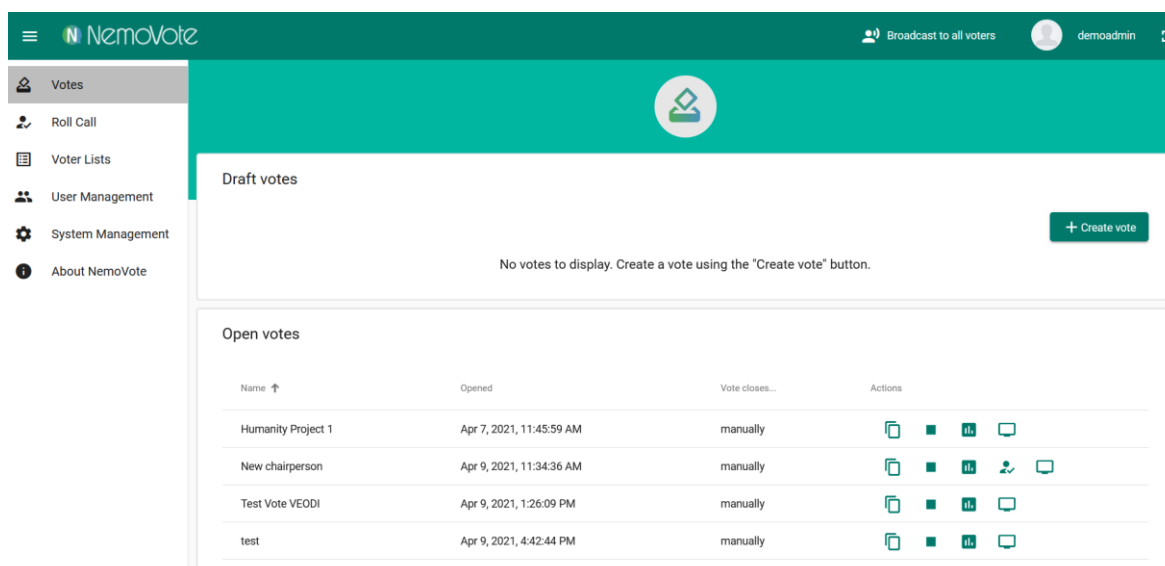 NemoVote
Broadcast to all voters
demoadmin
Votes
Roll Call
Voter Lists
User Management
System Management
About NemoVote
Draft votes
+ Create vote
No votes to display. Create a vote using the "Create vote" button.
Open votes
Name Opened Vote closes... Actions
Humanity Project 1 Apr 7, 2021, 11:45:59 AM manually
New chairperson Apr 9, 2021, 11:34:36 AM manually
Test Vote VEODI Apr 9, 2021, 1:26:09 PM manually
test Apr 9, 2021, 4:42:44 PM manually